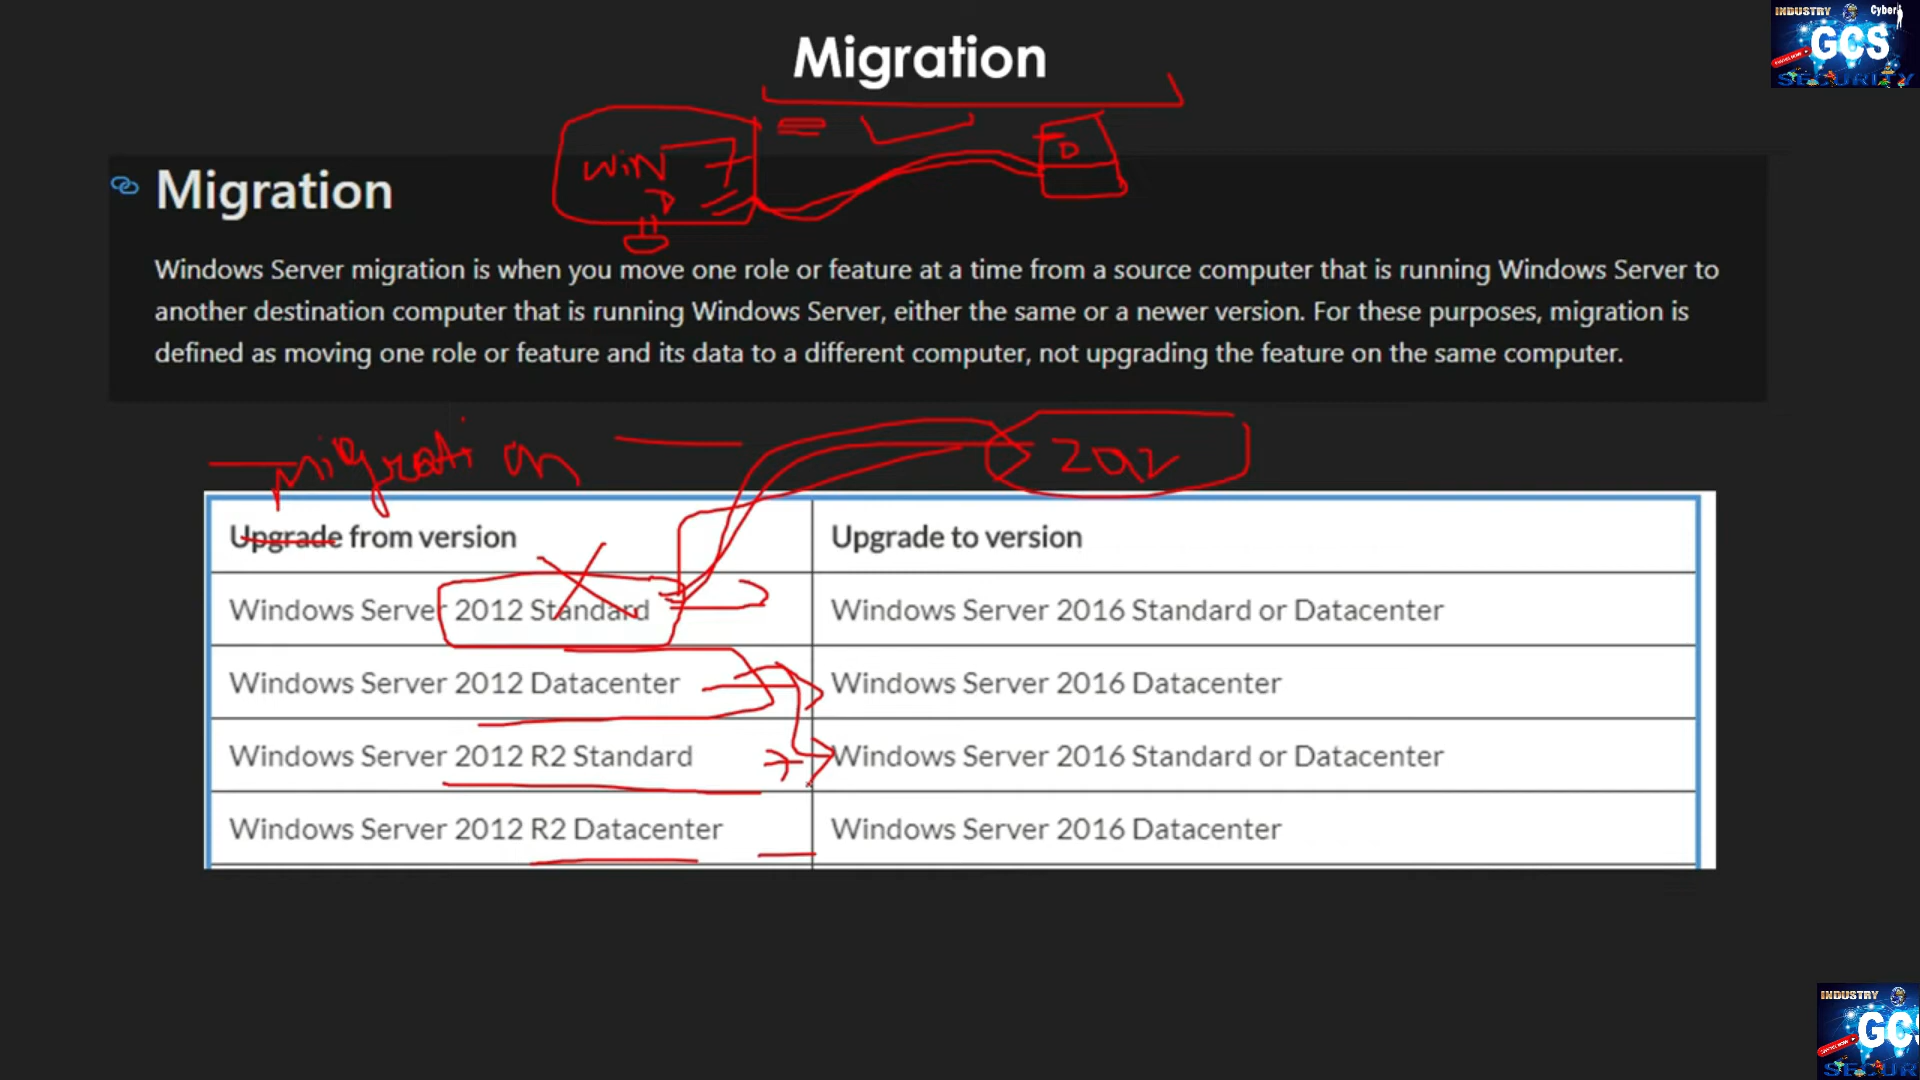 INDUSTRY Cyber
GCS
SECURITY
Migration
WiN 7
D
D
Migration
Windows Server migration is when you move one role or feature at a time from a source computer that is running Windows Server to
another destination computer that is running Windows Server, either the same or a newer version. For these purposes, migration is
defined as moving one role or feature and its data to a different computer, not upgrading the feature on the same computer.
migration
2012
Upgrade from version Upgrade to version
Windows Server 2012 Standard Windows Server 2016 Standard or Datacenter
Windows Server 2012 Datacenter Windows Server 2016 Datacenter
Windows Server 2012 R2 Standard Windows Server 2016 Standard or Datacenter
Windows Server 2012 R2 Datacenter Windows Server 2016 Datacenter
INDUSTRY
GCS
SECUR